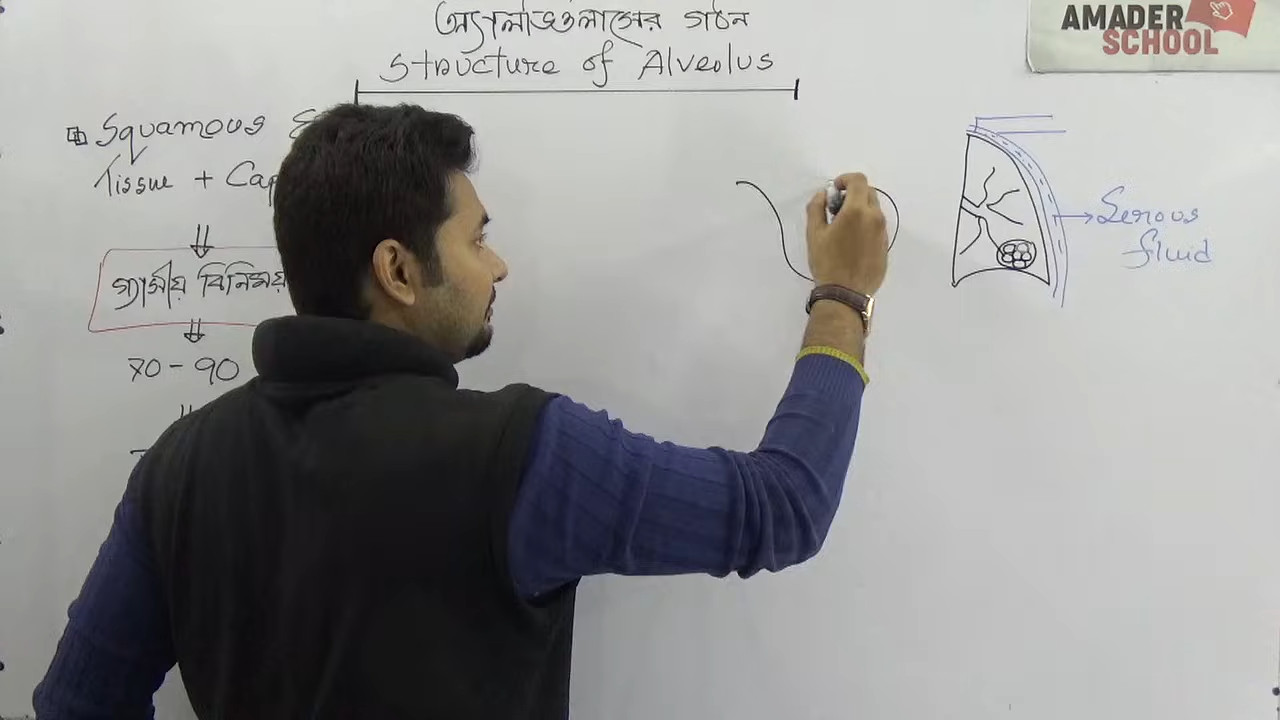 অ্যালভিওলাসের গঠন
Structure of Alveolus
AMADER
SCHOOL
Squamous
Tissue + Cap
গ্যাসীয় বিনিময়
70 - 90
Serous
fluid